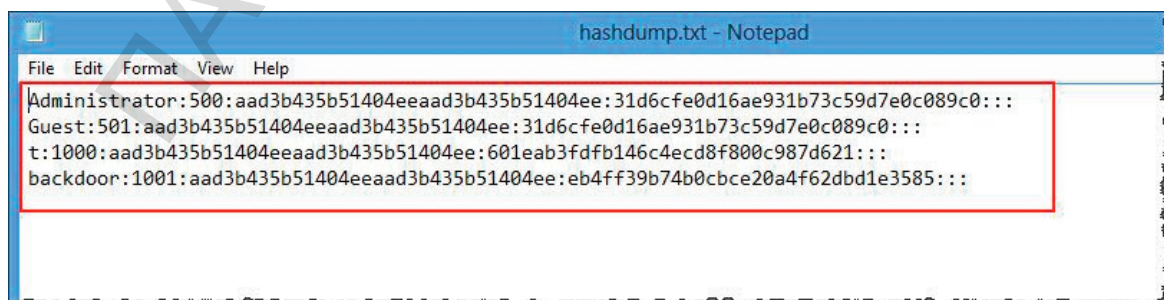 hashdump.txt - Notepad
File Edit Format View Help
Administrator:500:aad3b435b51404eeaad3b435b51404ee:31d6cfe0d16ae931b73c59d7e0c089c0:::
Guest:501:aad3b435b51404eeaad3b435b51404ee:31d6cfe0d16ae931b73c59d7e0c089c0:::
t:1000:aad3b435b51404eeaad3b435b51404ee:601eab3fdfb146c4ecd8f800c987d621:::
backdoor:1001:aad3b435b51404eeaad3b435b51404ee:eb4ff39b74b0cbce20a4f62dbd1e3585:::